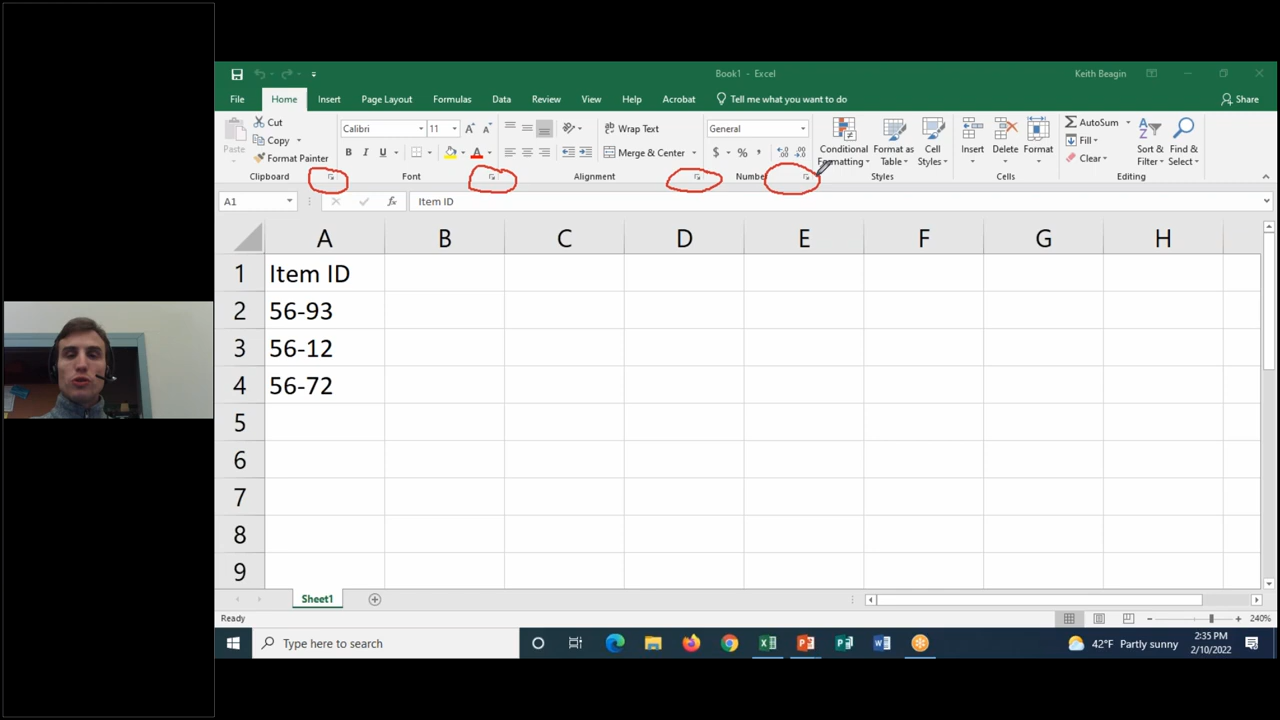 Book1 - Excel
Keith Beagin
File Home Insert Page Layout Formulas Data Review View Help Acrobat Tell me what you want to do Share
Paste
Cut
Copy
Format Painter
Clipboard
Calibri 11
B I U A
Font
Wrap Text
Merge & Center
Alignment
General
$ % ,
Number
Conditional Formatting
Format as Table
Cell Styles
Styles
Insert
Delete
Format
Cells
AutoSum
Fill
Clear
Sort & Filter
Find & Select
Editing
A1 fx Item ID
A B C D E F G H
1 Item ID
2 56-93
3 56-12
4 56-72
5
6
7
8
9
Sheet1
Ready
240%
Type here to search
42°F Partly sunny
2:35 PM
2/10/2022